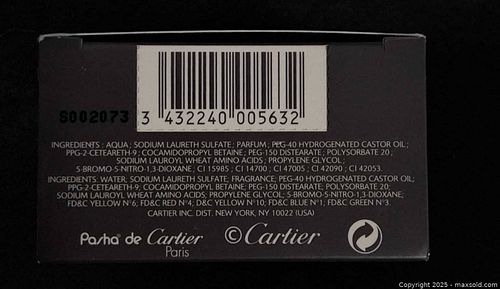 S002073
3 432240 005632
INGREDIENTS : AQUA ; SODIUM LAURETH SULFATE ; PARFUM ; PEG-40 HYDROGENATED CASTOR OIL ;
PPG-2-CETEARETH-9 ; COCAMIDOPROPYL BETAINE ; PEG-150 DISTEARATE ; POLYSORBATE 20 ;
SODIUM LAUROYL WHEAT AMINO ACIDS ; PROPYLENE GLYCOL ;
5-BROMO-5-NITRO-1,3-DIOXANE ; CI 15985 ; CI 14700 ; CI 47005 ; CI 42090 ; CI 42053.
INGREDIENTS: WATER; SODIUM LAURETH SULFATE; FRAGRANCE; PEG-40 HYDROGENATED CASTOR OIL;
PPG-2-CETEARETH-9; COCAMIDOPROPYL BETAINE; PEG-150 DISTEARATE; POLYSORBATE 20;
SODIUM LAUROYL WHEAT AMINO ACIDS; PROPYLENE GLYCOL; 5-BROMO-5-NITRO-1,3-DIOXANE;
FD&C YELLOW N°6; FD&C RED N°4; D&C YELLOW N°10; FD&C BLUE N°1; FD&C GREEN N°3
CARTIER INC. DIST. NEW YORK, NY 10022 (USA)
Pasha de Cartier © Cartier
Paris
Copyright 2025 - maxsold.com